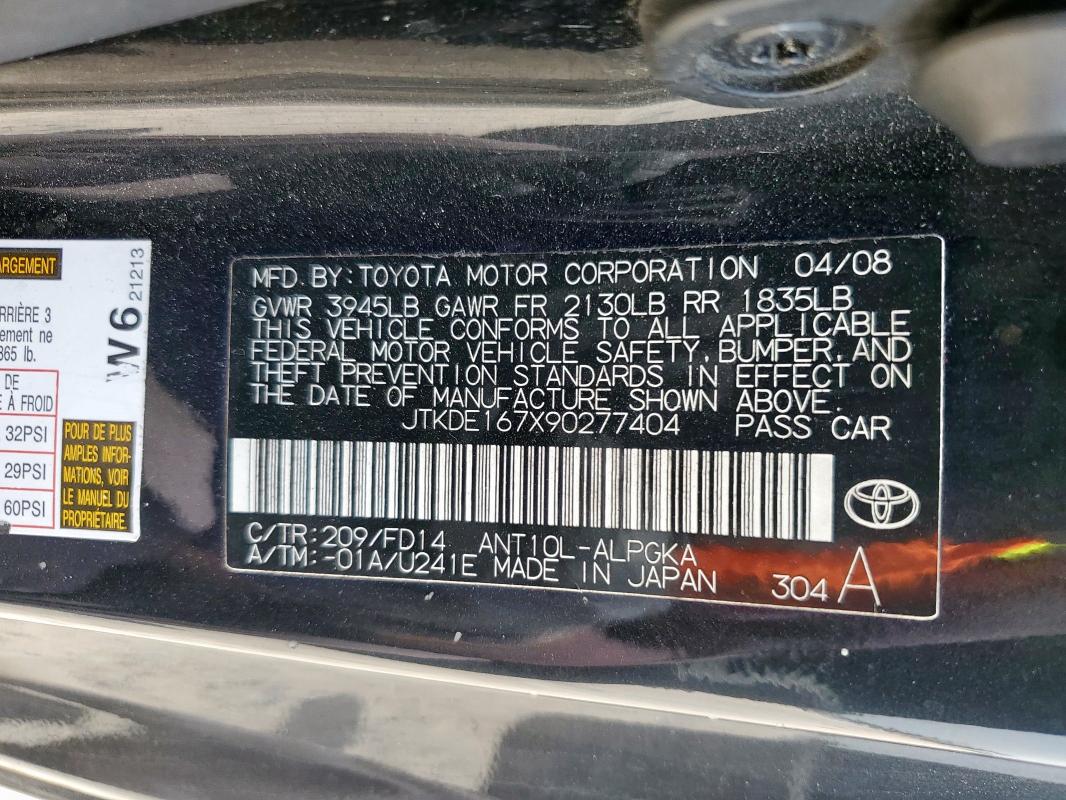 ARGEMENT
RRIÈRE 3
ement ne
865 lb.
DE
À FROID
32PSI
29PSI
60PSI
POUR DE PLUS
AMPLES INFOR-
MATIONS, VOIR
LE MANUEL DU
PROPRIÉTAIRE.
W6 21213
MFD. BY: TOYOTA MOTOR CORPORATION 04/08
GVWR 3945LB GAWR FR 2130LB RR 1835LB
THIS VEHICLE CONFORMS TO ALL APPLICABLE
FEDERAL MOTOR VEHICLE SAFETY, BUMPER, AND
THEFT PREVENTION STANDARDS IN EFFECT ON
THE DATE OF MANUFACTURE SHOWN ABOVE.
JTKDE167X90277404 PASS CAR
C/TR: 209/FD14 ANT10L-ALPGKA
A/TM: -01A/U241E MADE IN JAPAN 304 A